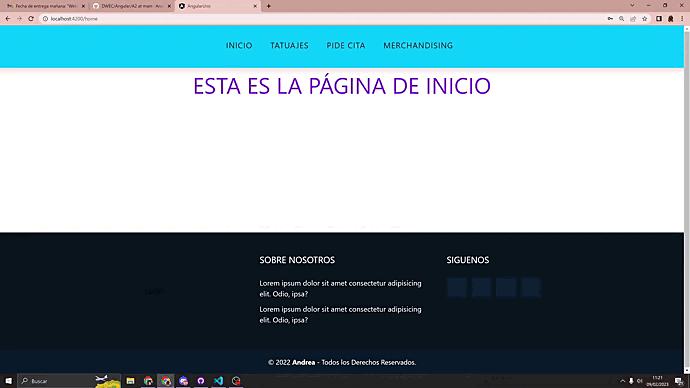 Fecha de entrega mañana: "Web
DWEC/Angular/A2 at main · And
AngularUno
localhost:4200/home
INICIO TATUAJES PIDE CITA MERCHANDISING
ESTA ES LA PÁGINA DE INICIO
SOBRE NOSOTROS
SIGUENOS
Lorem ipsum dolor sit amet consectetur adipisicing
elit. Odio, ipsa?
Lorem ipsum dolor sit amet consectetur adipisicing
elit. Odio, ipsa?
© 2022 Andrea - Todos los Derechos Reservados.
Buscar
11:21
09/02/2023